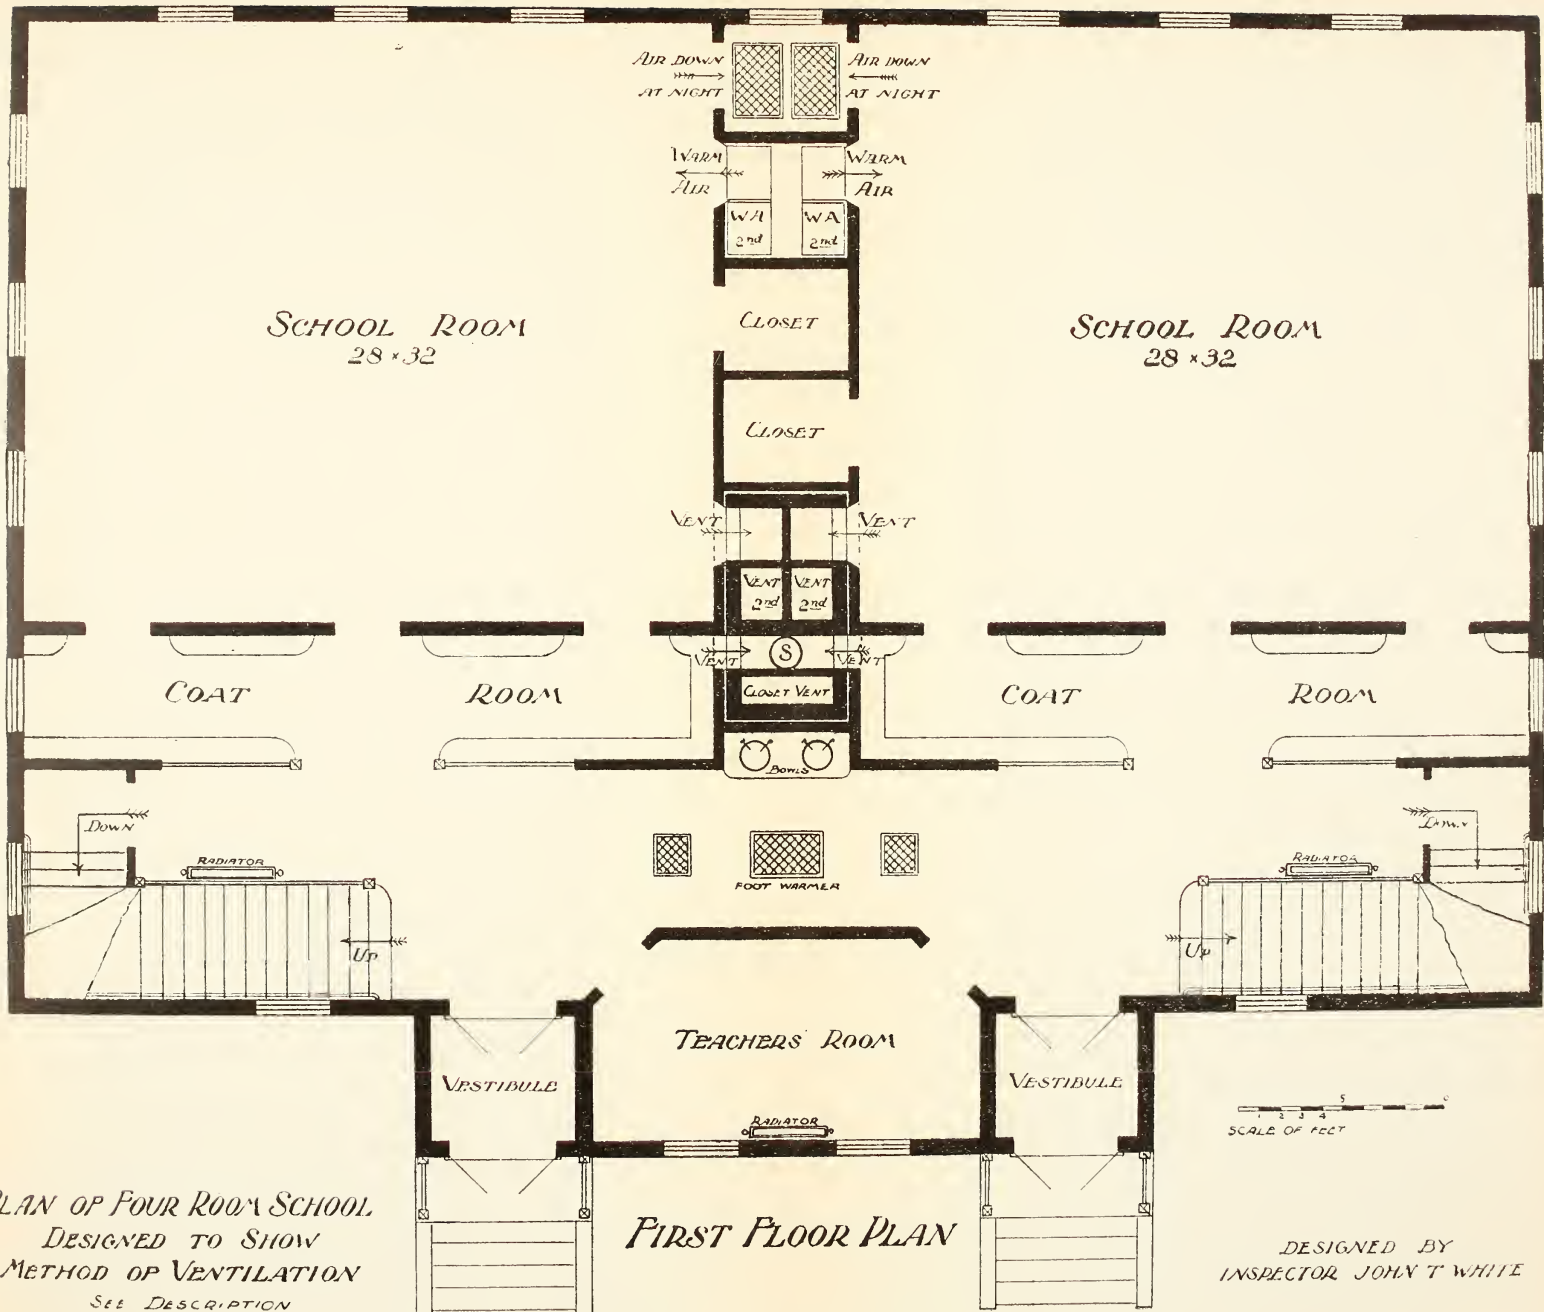 AIR DOWN
AT NIGHT
AIR DOWN
AT NIGHT
WARM
AIR
WARM
AIR
WA
2nd
WA
2nd
SCHOOL ROOM
28 × 32
CLOSET
SCHOOL ROOM
28 × 32
CLOSET
VENT
VENT
VENT
2nd
VENT
2nd
VENT
S
VENT
COAT ROOM
CLOSET VENT
COAT ROOM
BOWLS
DOWN
RADIATOR
FOOT WARMER
RADIATOR
UP
UP
TEACHERS' ROOM
VESTIBULE
VESTIBULE
RADIATOR
1 2 3 4 5
SCALE OF FEET
PLAN OF FOUR ROOM SCHOOL
DESIGNED TO SHOW
METHOD OF VENTILATION
SEE DESCRIPTION
FIRST FLOOR PLAN
DESIGNED BY
INSPECTOR JOHN T WHITE